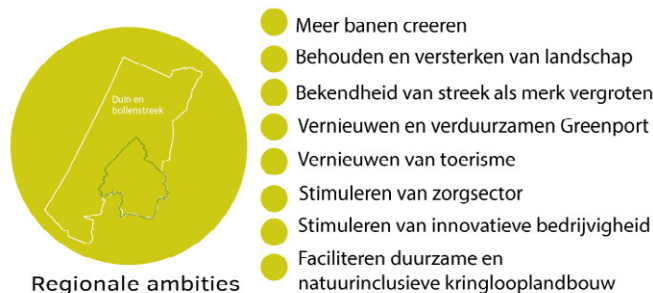 Duin en
bollenstreek
Regionale ambities
Meer banen creeren
Behouden en versterken van landschap
Bekendheid van streek als merk vergroten
Vernieuwen en verduurzamen Greenport
Vernieuwen van toerisme
Stimuleren van zorgsector
Stimuleren van innovatieve bedrijvigheid
Faciliteren duurzame en
natuurinclusieve kringlooplandbouw